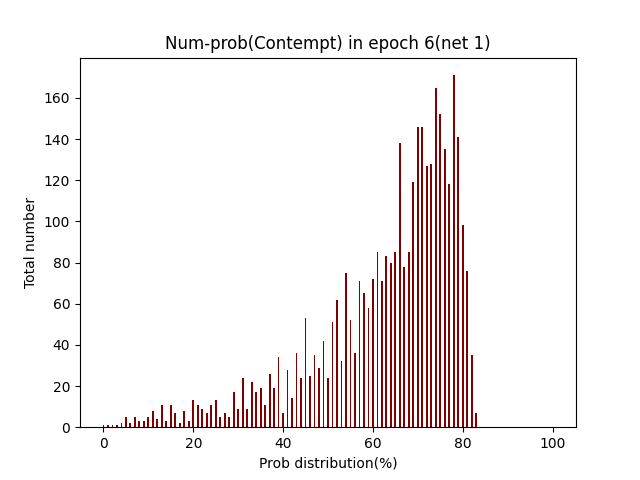 Num-prob(Contempt) in epoch 6(net 1)
Total number
160
140
120
100
80
60
40
20
0
0 20 40 60 80 100
Prob distribution(%)